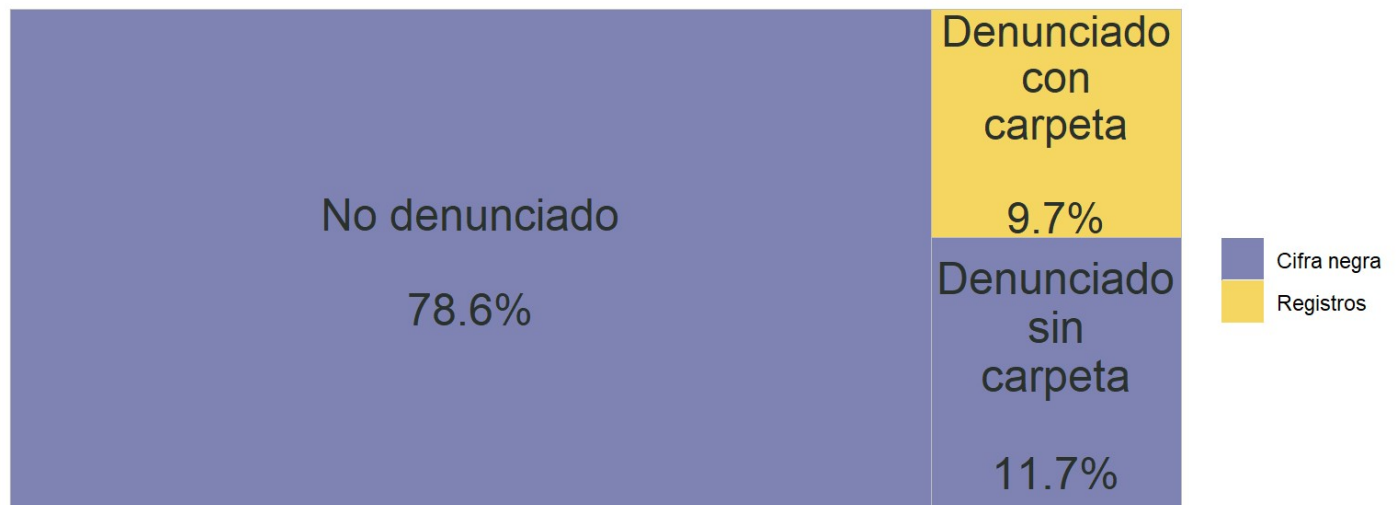 No denunciado
78.6%
Denunciado
con
carpeta
9.7%
Denunciado
sin
carpeta
11.7%
Cifra negra
Registros